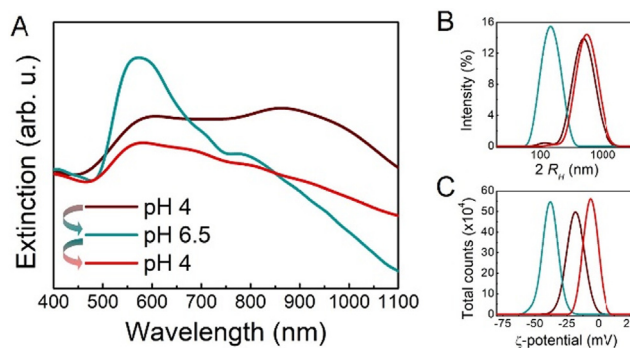 A
Extinction (arb. u.)
pH 4
pH 6.5
pH 4
400 500 600 700 800 900 1000 1100
Wavelength (nm)
B
Intensity (%)
16
12
8
4
0
100 1000
2 R_H (nm)
C
Total counts (x10⁴)
60
50
40
30
20
10
0
-75 -50 -25 0 2
ζ-potential (mV)